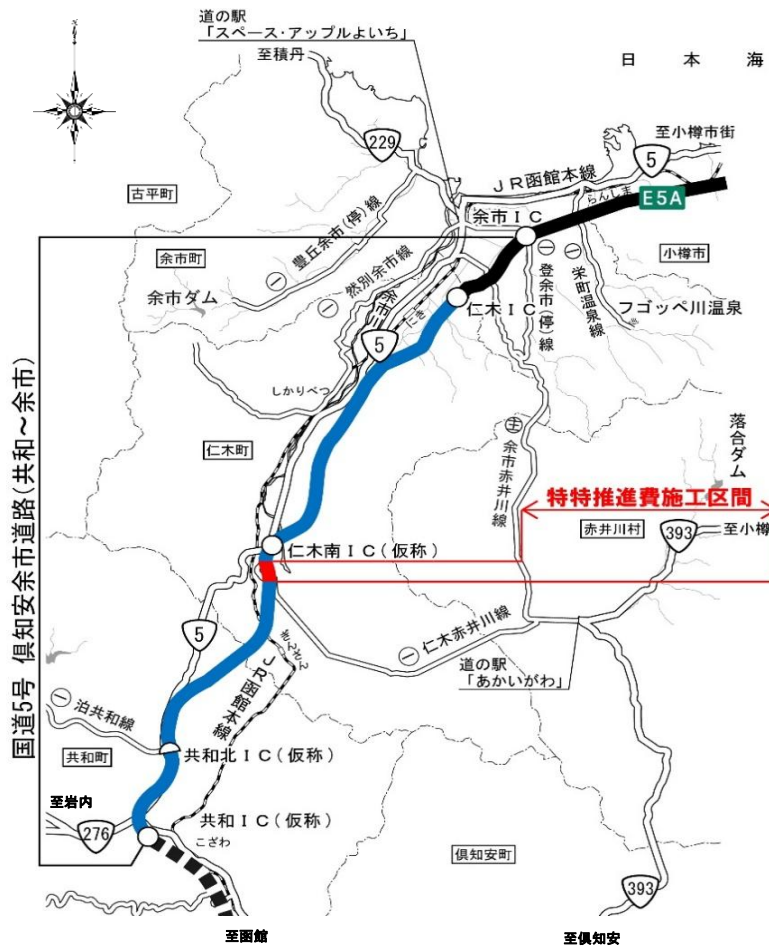 道の駅
「スペース・アップルよいち」
至積丹
日本海
229
至小樽市街
5
JR函館本線
らんしま
E5A
古平町
余市IC
豊丘余市(停)線
余市町
小樽市
然別余市線
登余市(停)線
栄町温泉線
余市ダム
余市川
にき
仁木IC
フゴッペ川温泉
5
しかりべつ
国道5号 倶知安余市道路(共和~余市)
仁木町
主
余市赤井川線
落合ダム
特特推進費施工区間
赤井川村
393
至小樽
仁木南IC(仮称)
5
一
仁木赤井川線
ぎんざん
JR函館本線
道の駅
「あかいがわ」
一
泊共和線
共和北IC(仮称)
共和町
至岩内
共和IC(仮称)
276
こざわ
倶知安町
393
至函館
至倶知安